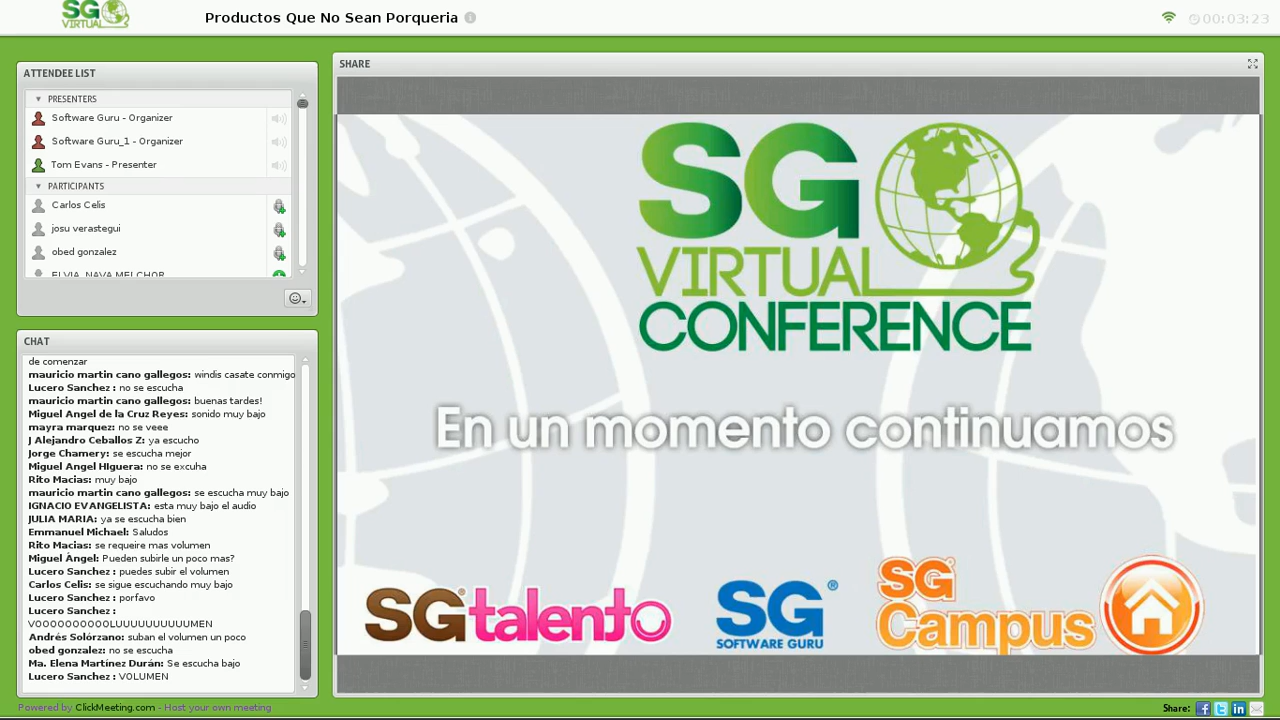 SG
VIRTUAL
Productos Que No Sean Porqueria
00:03:23
ATTENDEE LIST
PRESENTERS
Software Guru - Organizer
Software Guru_1 - Organizer
Tom Evans - Presenter
PARTICIPANTS
Carlos Celis
josu verastegui
obed gonzalez
ELVIA NAVA MELCHOR
CHAT
de comenzar
mauricio martin cano gallegos: windis casate conmigo
Lucero Sanchez : no se escucha
mauricio martin cano gallegos: buenas tardes!
Miguel Angel de la Cruz Reyes: sonido muy bajo
mayra marquez: no se veee
J Alejandro Ceballos Z: ya escucho
Jorge Chamery: se escucha mejor
Miguel Angel HIguera: no se excuha
Rito Macias: muy bajo
mauricio martin cano gallegos: se escucha muy bajo
IGNACIO EVANGELISTA: esta muy bajo el audio
JULIA MARIA: ya se escucha bien
Emmanuel Michael: Saludos
Rito Macias: se requeire mas volumen
Miguel Àngel: Pueden subirle un poco mas?
Lucero Sanchez : puedes subir el volumen
Carlos Celis: se sigue escuchando muy bajo
Lucero Sanchez : porfavo
Lucero Sanchez :
VOOOOOOOOOLUUUUUUUUUMEN
Andrés Solórzano: suban el volumen un poco
obed gonzalez: no se escucha
Ma. Elena Martínez Durán: Se escucha bajo
Lucero Sanchez : VOLUMEN
Powered by ClickMeeting.com - Host your own meeting
SHARE
SG
VIRTUAL
CONFERENCE
En un momento continuamos
SG® talento
SG®
SOFTWARE GURU
SG®
Campus
Share: